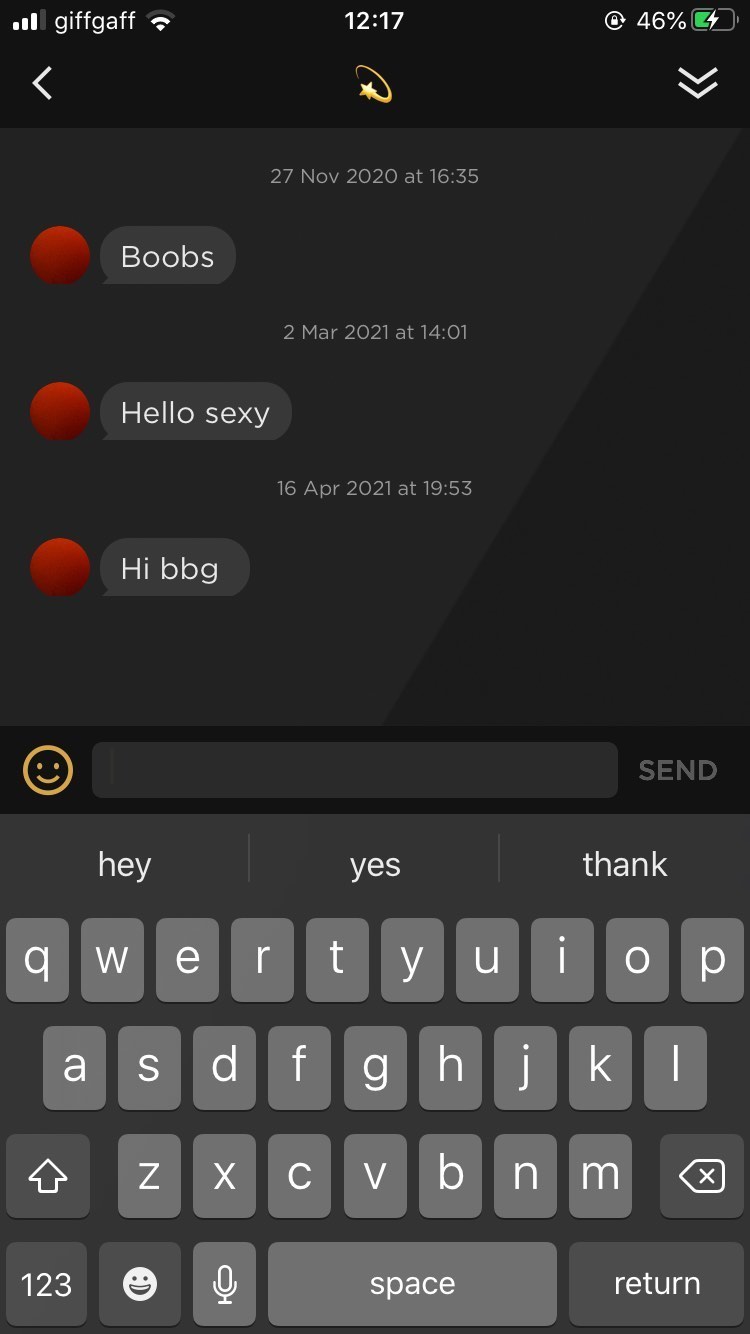 giffgaff 12:17 46%
27 Nov 2020 at 16:35
Boobs
2 Mar 2021 at 14:01
Hello sexy
16 Apr 2021 at 19:53
Hi bbg
SEND
hey yes thank
q w e r t y u i o p
a s d f g h j k l
z x c v b n m
123 space return